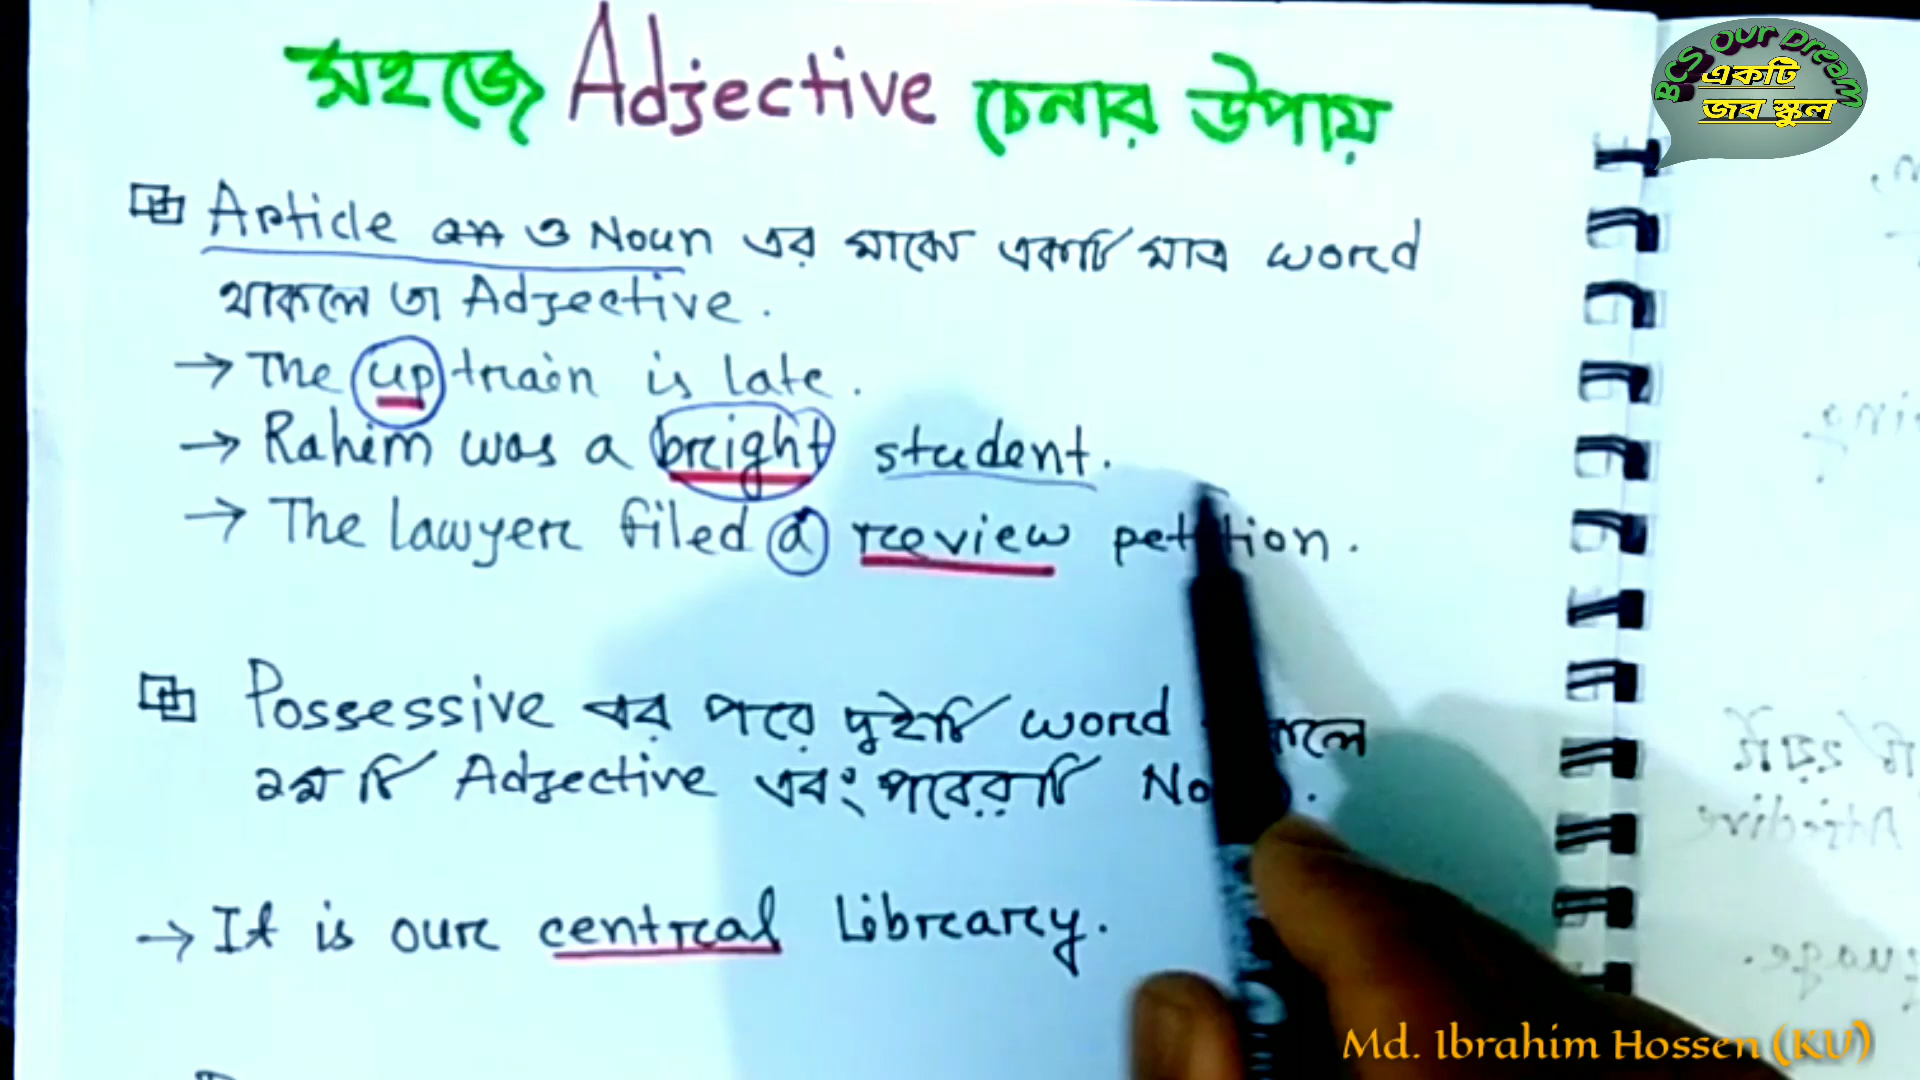 সহজে Adjective চেনার উপায়
BCS Our Dream
একটি
জব স্কুল
Article ও Noun এর মাঝে একটি মাত্র word
থাকলে তা Adjective.
→ The up train is late.
→ Rahim was a bright student.
→ The lawyer filed a review petition.
Possessive এর পরে দুইটি word
১ম টি Adjective এবং পরেরটি No
→ It is our central Library.
Md. Ibrahim Hossen (KU)